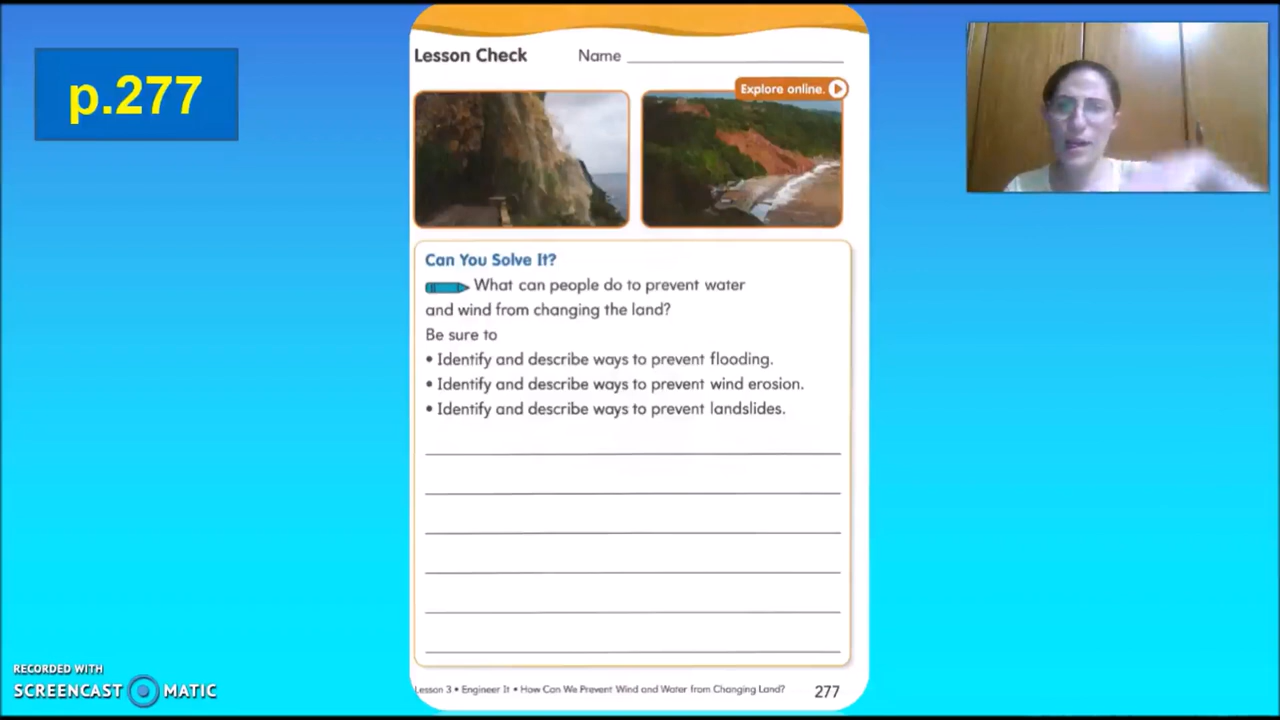 p.277
Lesson Check Name
Explore online.
Can You Solve It?
What can people do to prevent water
and wind from changing the land?
Be sure to
• Identify and describe ways to prevent flooding.
• Identify and describe ways to prevent wind erosion.
• Identify and describe ways to prevent landslides.
Lesson 3 • Engineer It • How Can We Prevent Wind and Water from Changing Land? 277
RECORDED WITH
SCREENCAST MATIC